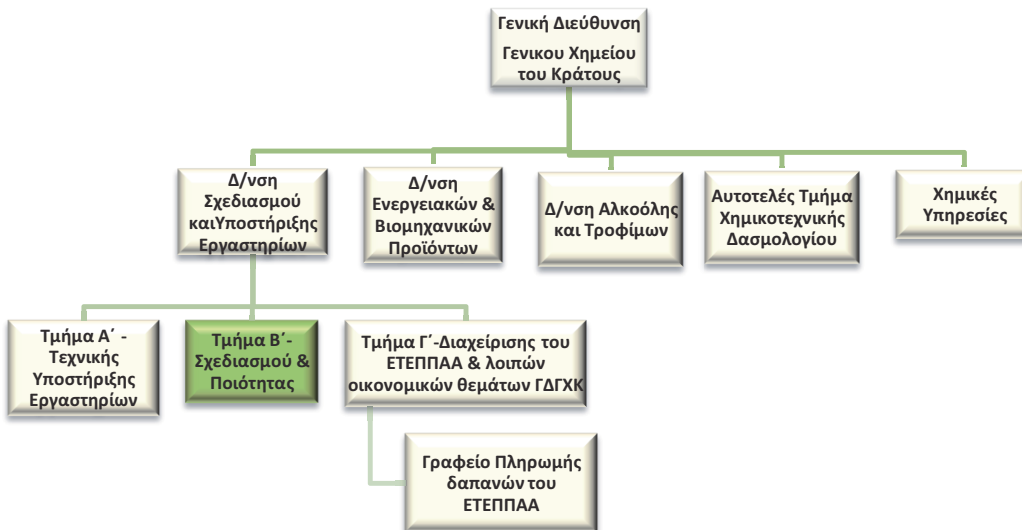 Γενική Διεύθυνση
Γενικου Χημείου
του Κράτους
Δ/νση
Σχεδιασμού
καιΥποστήριξης
Εργαστηρίων
Δ/νση
Ενεργειακών &
Βιομηχανικών
Προϊόντων
Δ/νση Αλκοόλης
και Τροφίμων
Αυτοτελές Τμήμα
Χημικοτεχνικής
Δασμολογίου
Χημικές
Υπηρεσίες
Τμήμα Α΄ -
Τεχνικής
Υποστήριξης
Εργαστηρίων
Τμήμα Β΄-
Σχεδιασμού &
Ποιότητας
Τμήμα Γ΄-Διαχείρισης του
ΕΤΕΠΠΑΑ & λοιπών
οικονομικών θεμάτων ΓΔΓΧΚ
Γραφείο Πληρωμής
δαπανών του
ΕΤΕΠΠΑΑ